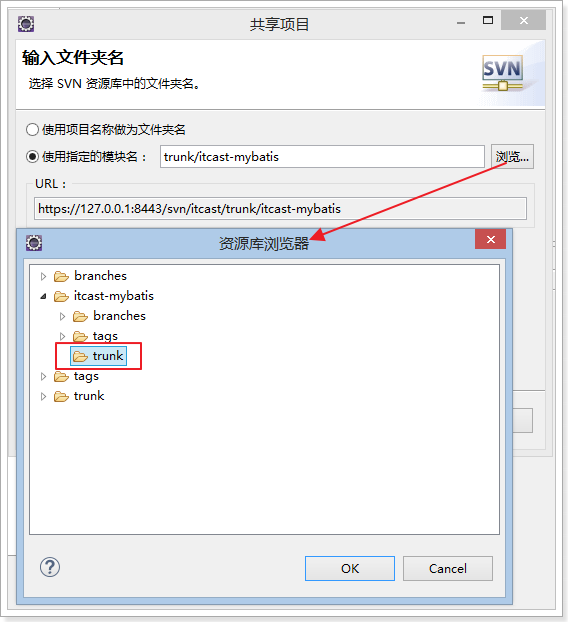 共享项目
输入文件夹名
选择 SVN 资源库中的文件夹名。
SVN
使用项目名称做为文件夹名
使用指定的模块名：
trunk/itcast-mybatis
浏览...
URL：
https://127.0.0.1:8443/svn/itcast/trunk/itcast-mybatis
资源库浏览器
branches
itcast-mybatis
branches
tags
trunk
tags
trunk
?
OK
Cancel